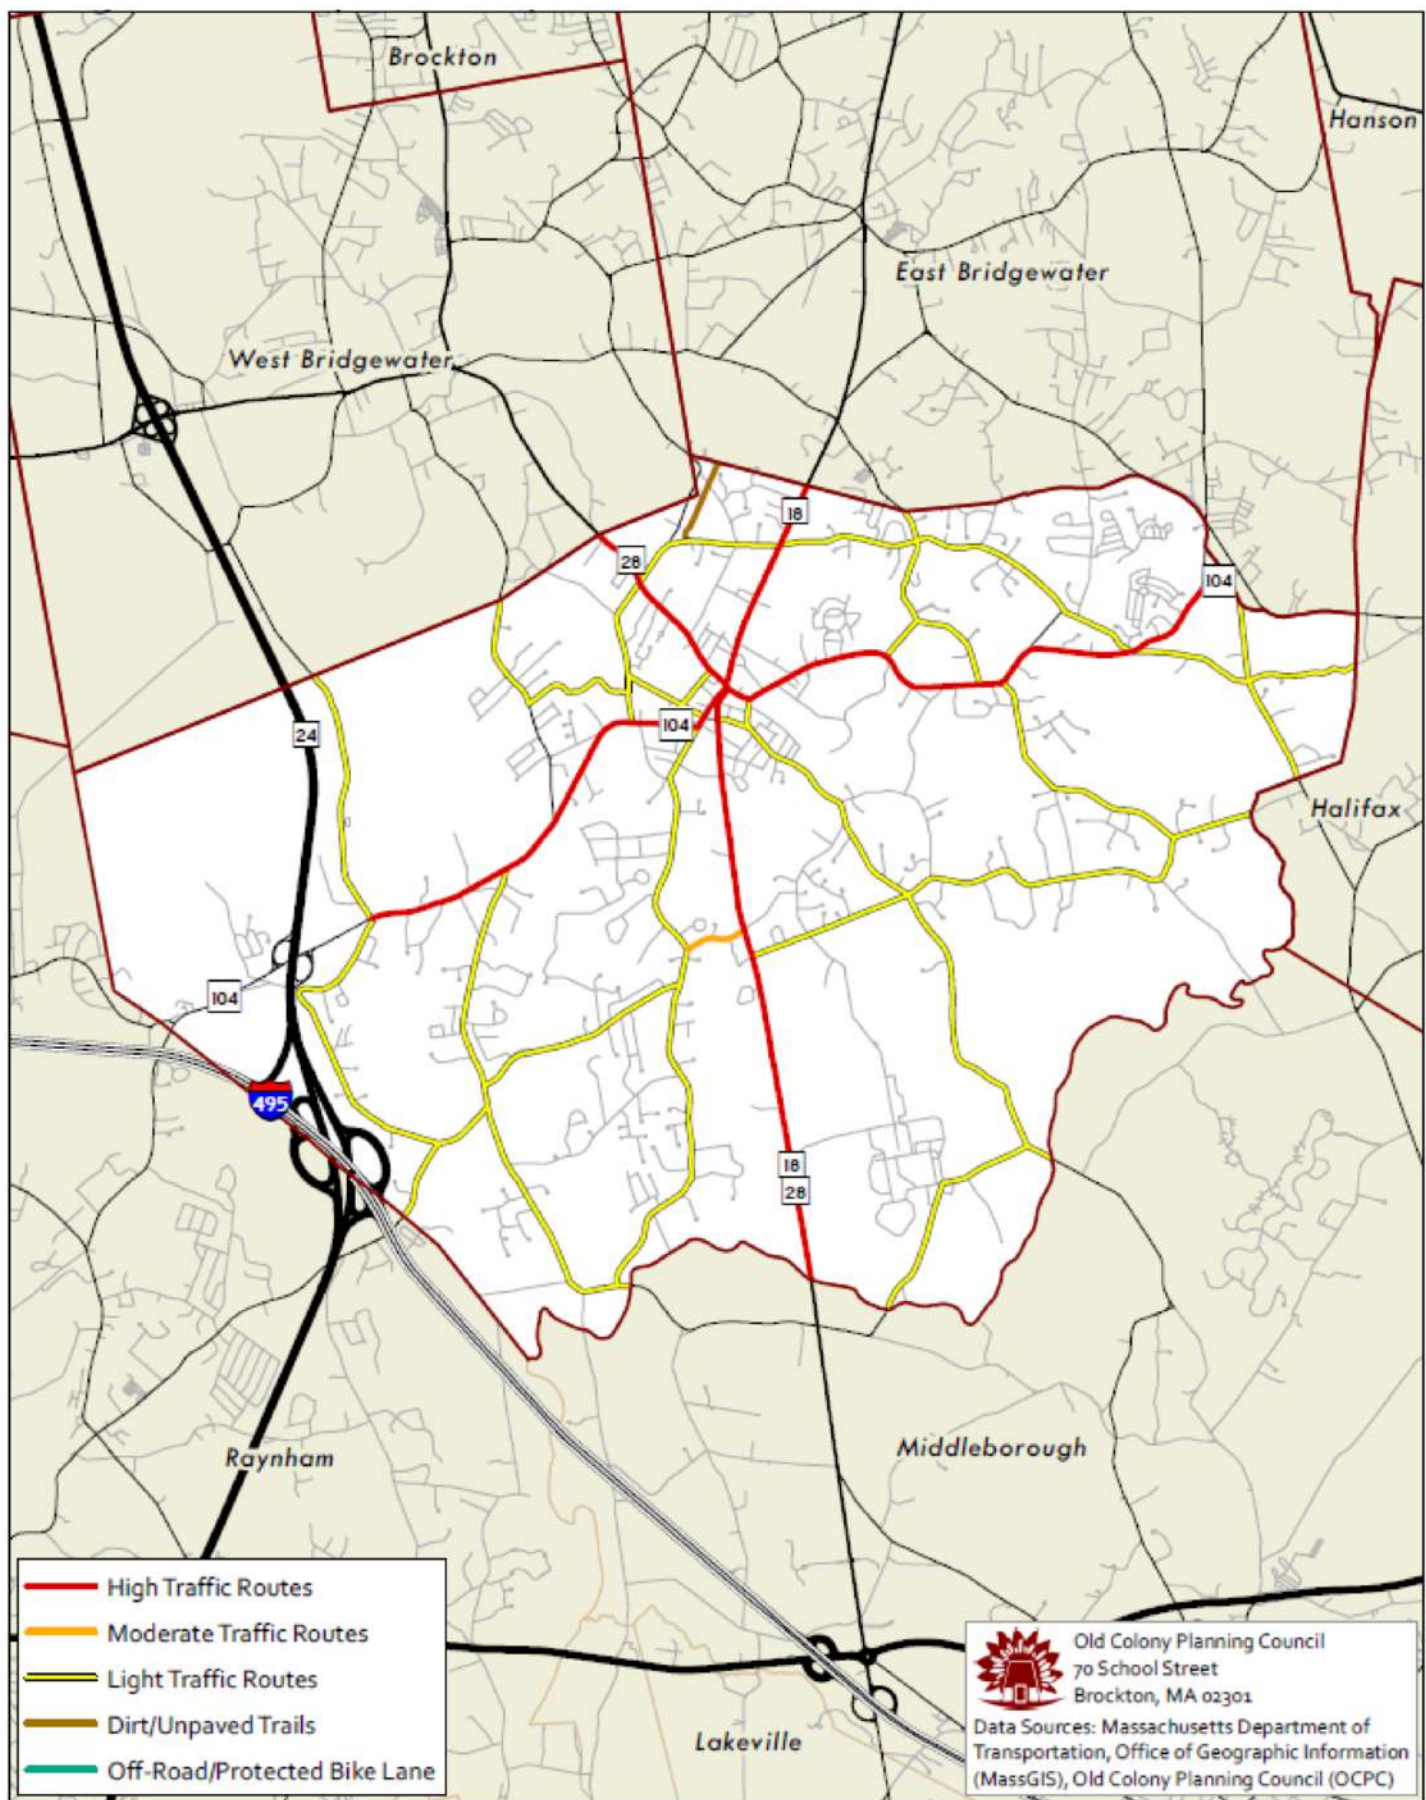 Brockton
Hanson
East Bridgewater
West Bridgewater
18
28
104
104
24
Halifax
104
495
18
28
Middleborough
Raynham
Lakeville
High Traffic Routes
Moderate Traffic Routes
Light Traffic Routes
Dirt/Unpaved Trails
Off-Road/Protected Bike Lane
Old Colony Planning Council
70 School Street
Brockton, MA 02301
Data Sources: Massachusetts Department of
Transportation, Office of Geographic Information
(MassGIS), Old Colony Planning Council (OCPC)